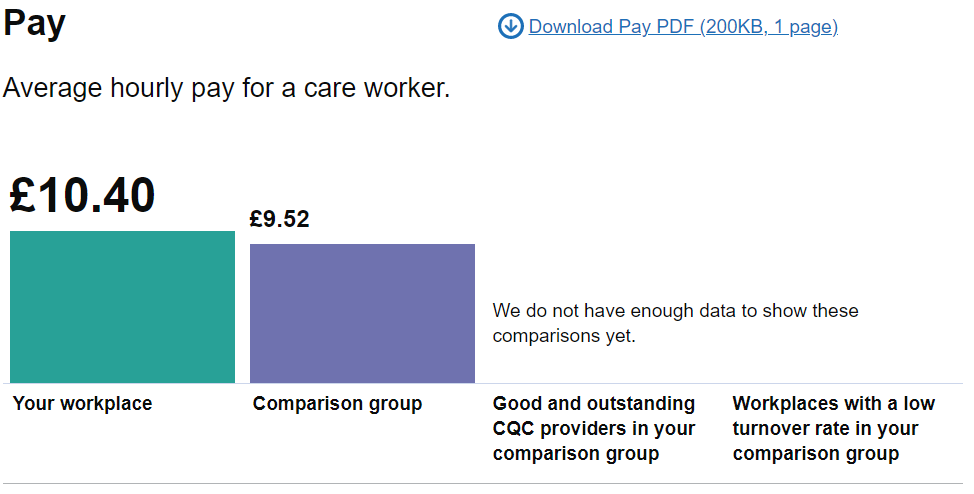 Pay
Download Pay PDF (200KB, 1 page)
Average hourly pay for a care worker.
£10.40
£9.52
We do not have enough data to show these
comparisons yet.
Your workplace
Comparison group
Good and outstanding
CQC providers in your
comparison group
Workplaces with a low
turnover rate in your
comparison group